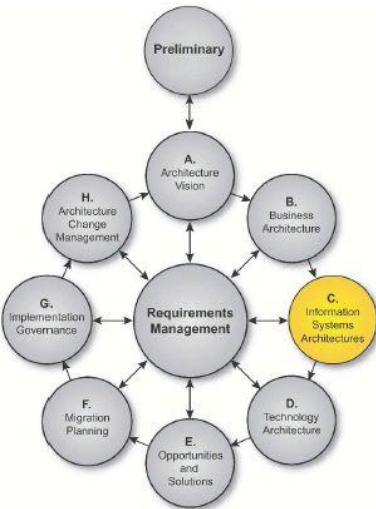 Preliminary
A.
Architecture
Vision
B.
Business
Architecture
C.
Information
Systems
Architectures
D.
Technology
Architecture
E.
Opportunities
and
Solutions
F.
Migration
Planning
G.
Implementation
Governance
H.
Architecture
Change
Management
Requirements
Management